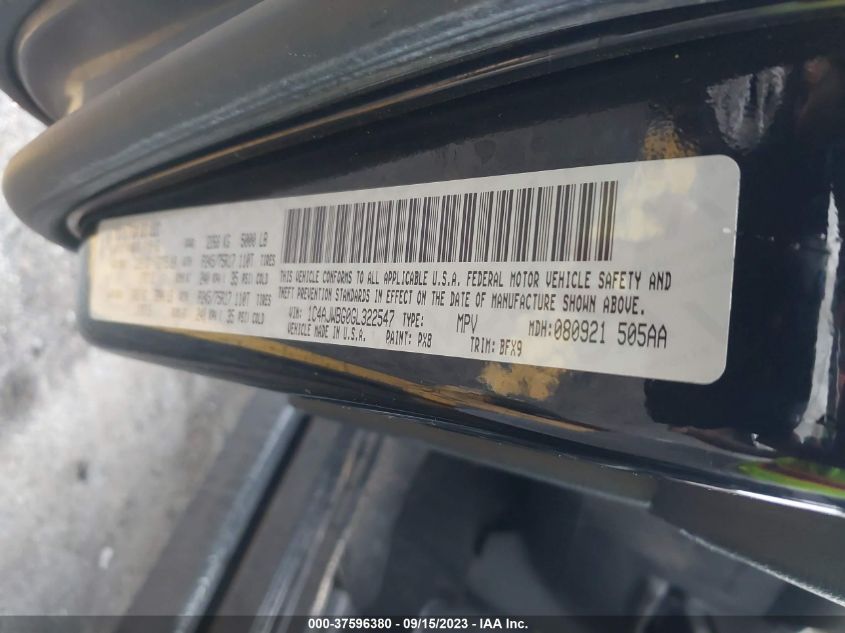 2268 KG 5000 LB
P245/75R17 110T TIRES
240 KPA/ 35 PSI COLD
P245/75R17 110T TIRES
240 KPA/ 35 PSI COLD
THIS VEHICLE CONFORMS TO ALL APPLICABLE U.S.A. FEDERAL MOTOR VEHICLE SAFETY AND
THEFT PREVENTION STANDARDS IN EFFECT ON THE DATE OF MANUFACTURE SHOWN ABOVE.
VIN: 1C4AJWBG8GL322547 TYPE: MPV MDH:080921 505AA
VEHICLE MADE IN U.S.A. PAINT: PX8 TRIM: BFX9
000-37596380 - 09/15/2023 - IAA Inc.